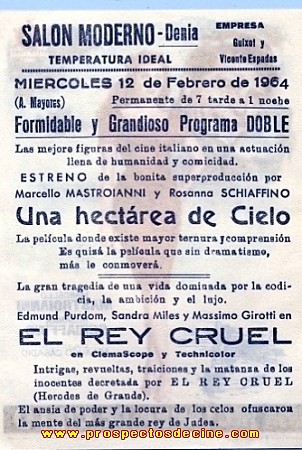 SALON MODERNO - Denia
EMPRESA
Guixot y
Vicente Espadas
TEMPERATURA IDEAL
MIERCOLES 12 de Febrero de 1964
(A. Mayores) Permanente de 7 tarde a 1 noche
Formidable y Grandioso Programa DOBLE
Las mejores figuras del cine italiano en una actuación
llena de humanidad y comicidad.
ESTRENO de la bonita superproducción por
Marcello MASTROIANNI y Rosanna SCHIAFFINO
Una hectárea de Cielo
La película donde existe mayor ternura y comprensión
Es quizá la película que sin dramatismo,
más le conmoverá.
La gran tragedia de una vida dominada por la codi-
cia, la ambición y el lujo.
Edmund Purdom, Sandra Miles y Massimo Girotti en
EL REY CRUEL
en CiemaScope y Technicolor
Intrigas, revueltas, traiciones y la matanza de los
inocentes decretada por EL REY CRUEL
(Herodes de Grande).
El ansia de poder y la locura de los celos ofuscaron
la mente del más grande rey de Judea.
www.prospectosdecine.com